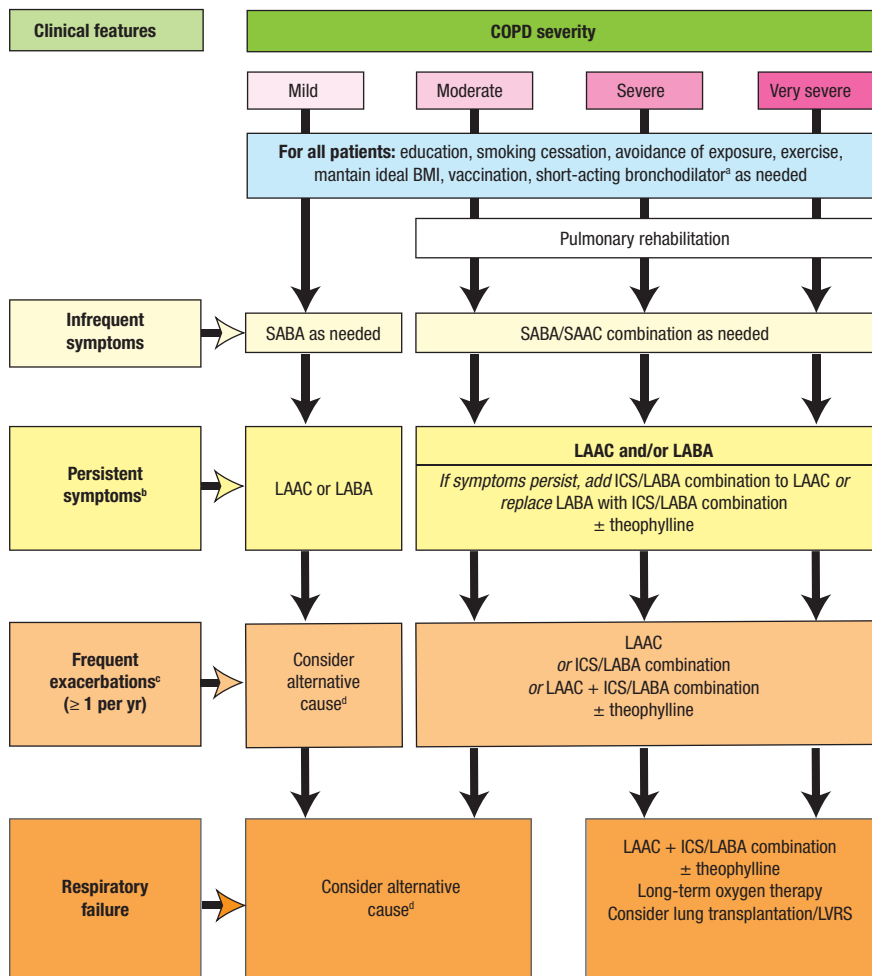 Clinical features
COPD severity
Mild
Moderate
Severe
Very severe
For all patients: education, smoking cessation, avoidance of exposure, exercise,
mantain ideal BMI, vaccination, short-acting bronchodilatorᵃ as needed
Pulmonary rehabilitation
Infrequent
symptoms
SABA as needed
SABA/SAAC combination as needed
Persistent
symptomsᵇ
LAAC or LABA
LAAC and/or LABA
If symptoms persist, add ICS/LABA combination to LAAC or
replace LABA with ICS/LABA combination
± theophylline
Frequent
exacerbationsᶜ
(≥ 1 per yr)
Consider
alternative
causeᵈ
LAAC
or ICS/LABA combination
or LAAC + ICS/LABA combination
± theophylline
Respiratory
failure
Consider alternative
causeᵈ
LAAC + ICS/LABA combination
± theophylline
Long-term oxygen therapy
Consider lung transplantation/LVRS